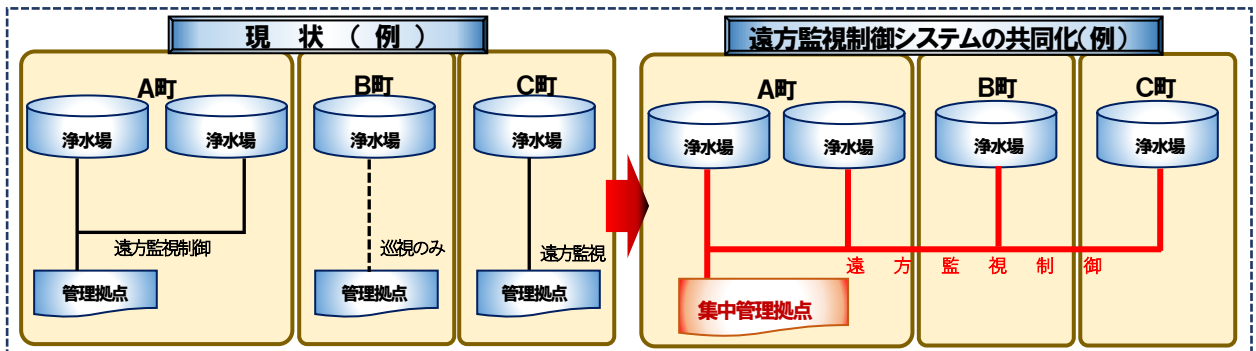 現 状 ( 例 )
A町
B町
C町
浄水場
浄水場
浄水場
浄水場
遠方監視制御
巡視のみ
遠方監視
管理拠点
管理拠点
管理拠点
遠方監視制御システムの共同化(例)
A町
B町
C町
浄水場
浄水場
浄水場
浄水場
遠 方 監 視 制 御
集中管理拠点